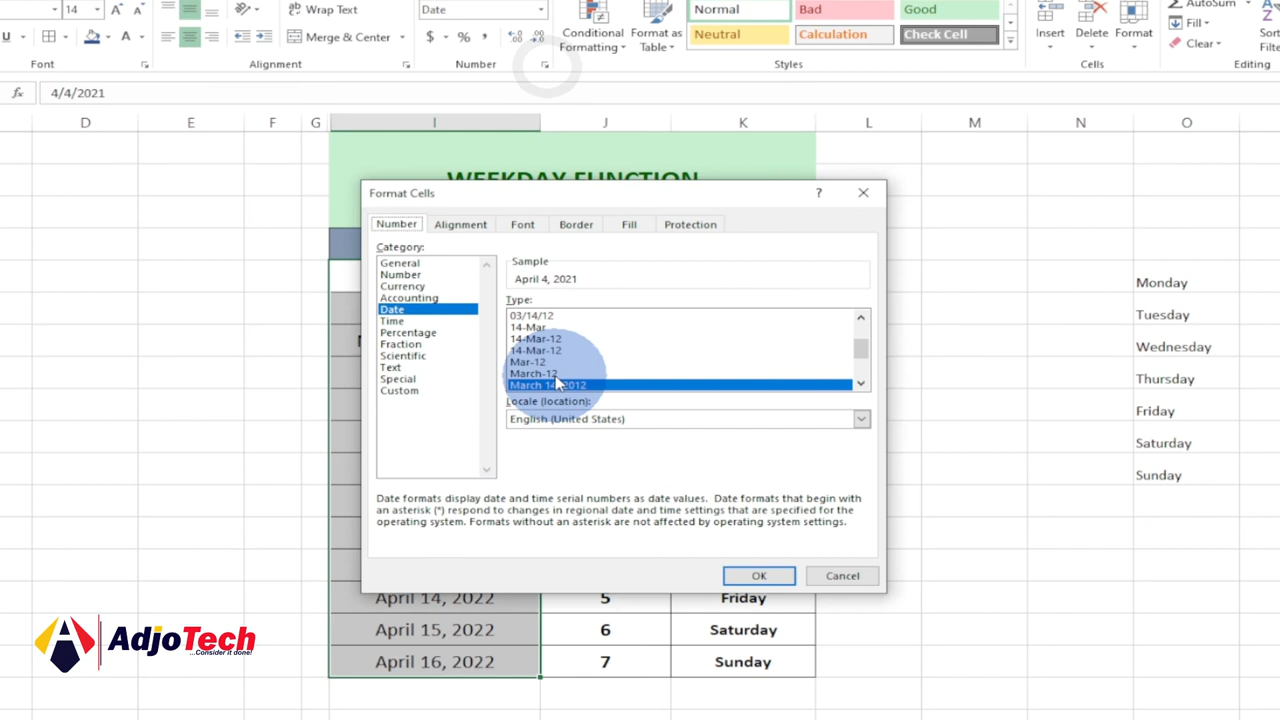 14
Wrap Text
Date
Normal
Bad
Good
U
A
Merge & Center
$ % ,
Conditional
Formatting
Format as
Table
Neutral
Calculation
Check Cell
Insert
Delete
Format
AutoSum
Fill
Clear
Font
Alignment
Number
Styles
Cells
Editing
fx
4/4/2021
D E F G I J K L M N O
WEEKDAY FUNCTION
Format Cells
?
Number Alignment Font Border Fill Protection
Category:
General
Number
Currency
Accounting
Date
Time
Percentage
Fraction
Scientific
Text
Special
Custom
Sample
April 4, 2021
Type:
03/14/12
14-Mar
14-Mar-12
14-Mar-12
Mar-12
March-12
March 14, 2012
Locale (location):
English (United States)
Date formats display date and time serial numbers as date values. Date formats that begin with
an asterisk (*) respond to changes in regional date and time settings that are specified for the
operating system. Formats without an asterisk are not affected by operating system settings.
OK
Cancel
Monday
Tuesday
Wednesday
Thursday
Friday
Saturday
Sunday
April 14, 2022 5 Friday
April 15, 2022 6 Saturday
April 16, 2022 7 Sunday
AdjoTech
...Consider it done!